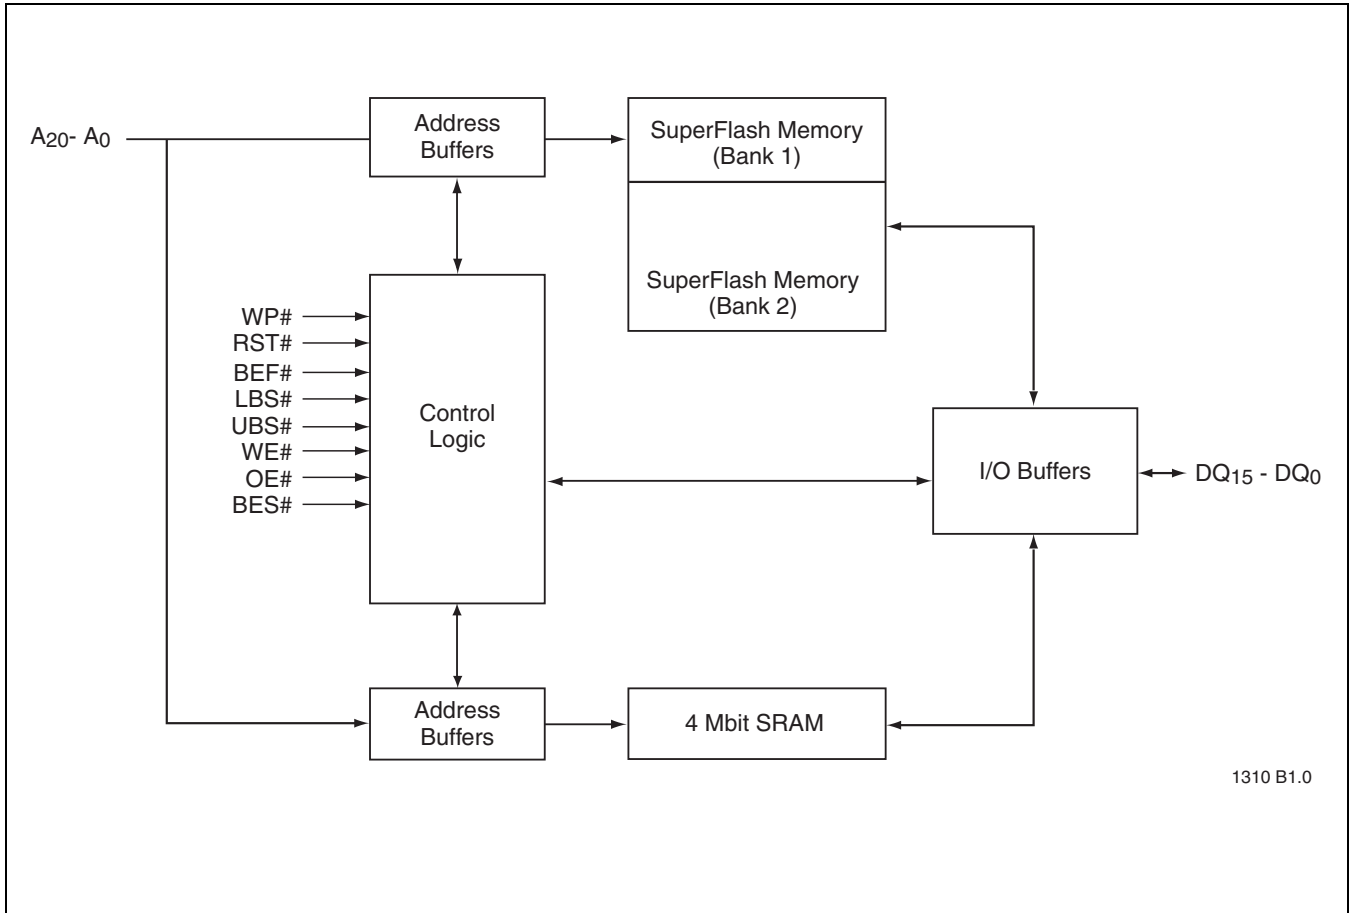 A20- A0
Address
Buffers
SuperFlash Memory
(Bank 1)
SuperFlash Memory
(Bank 2)
WP#
RST#
BEF#
LBS#
UBS#
WE#
OE#
BES#
Control
Logic
I/O Buffers
DQ15 - DQ0
Address
Buffers
4 Mbit SRAM
1310 B1.0